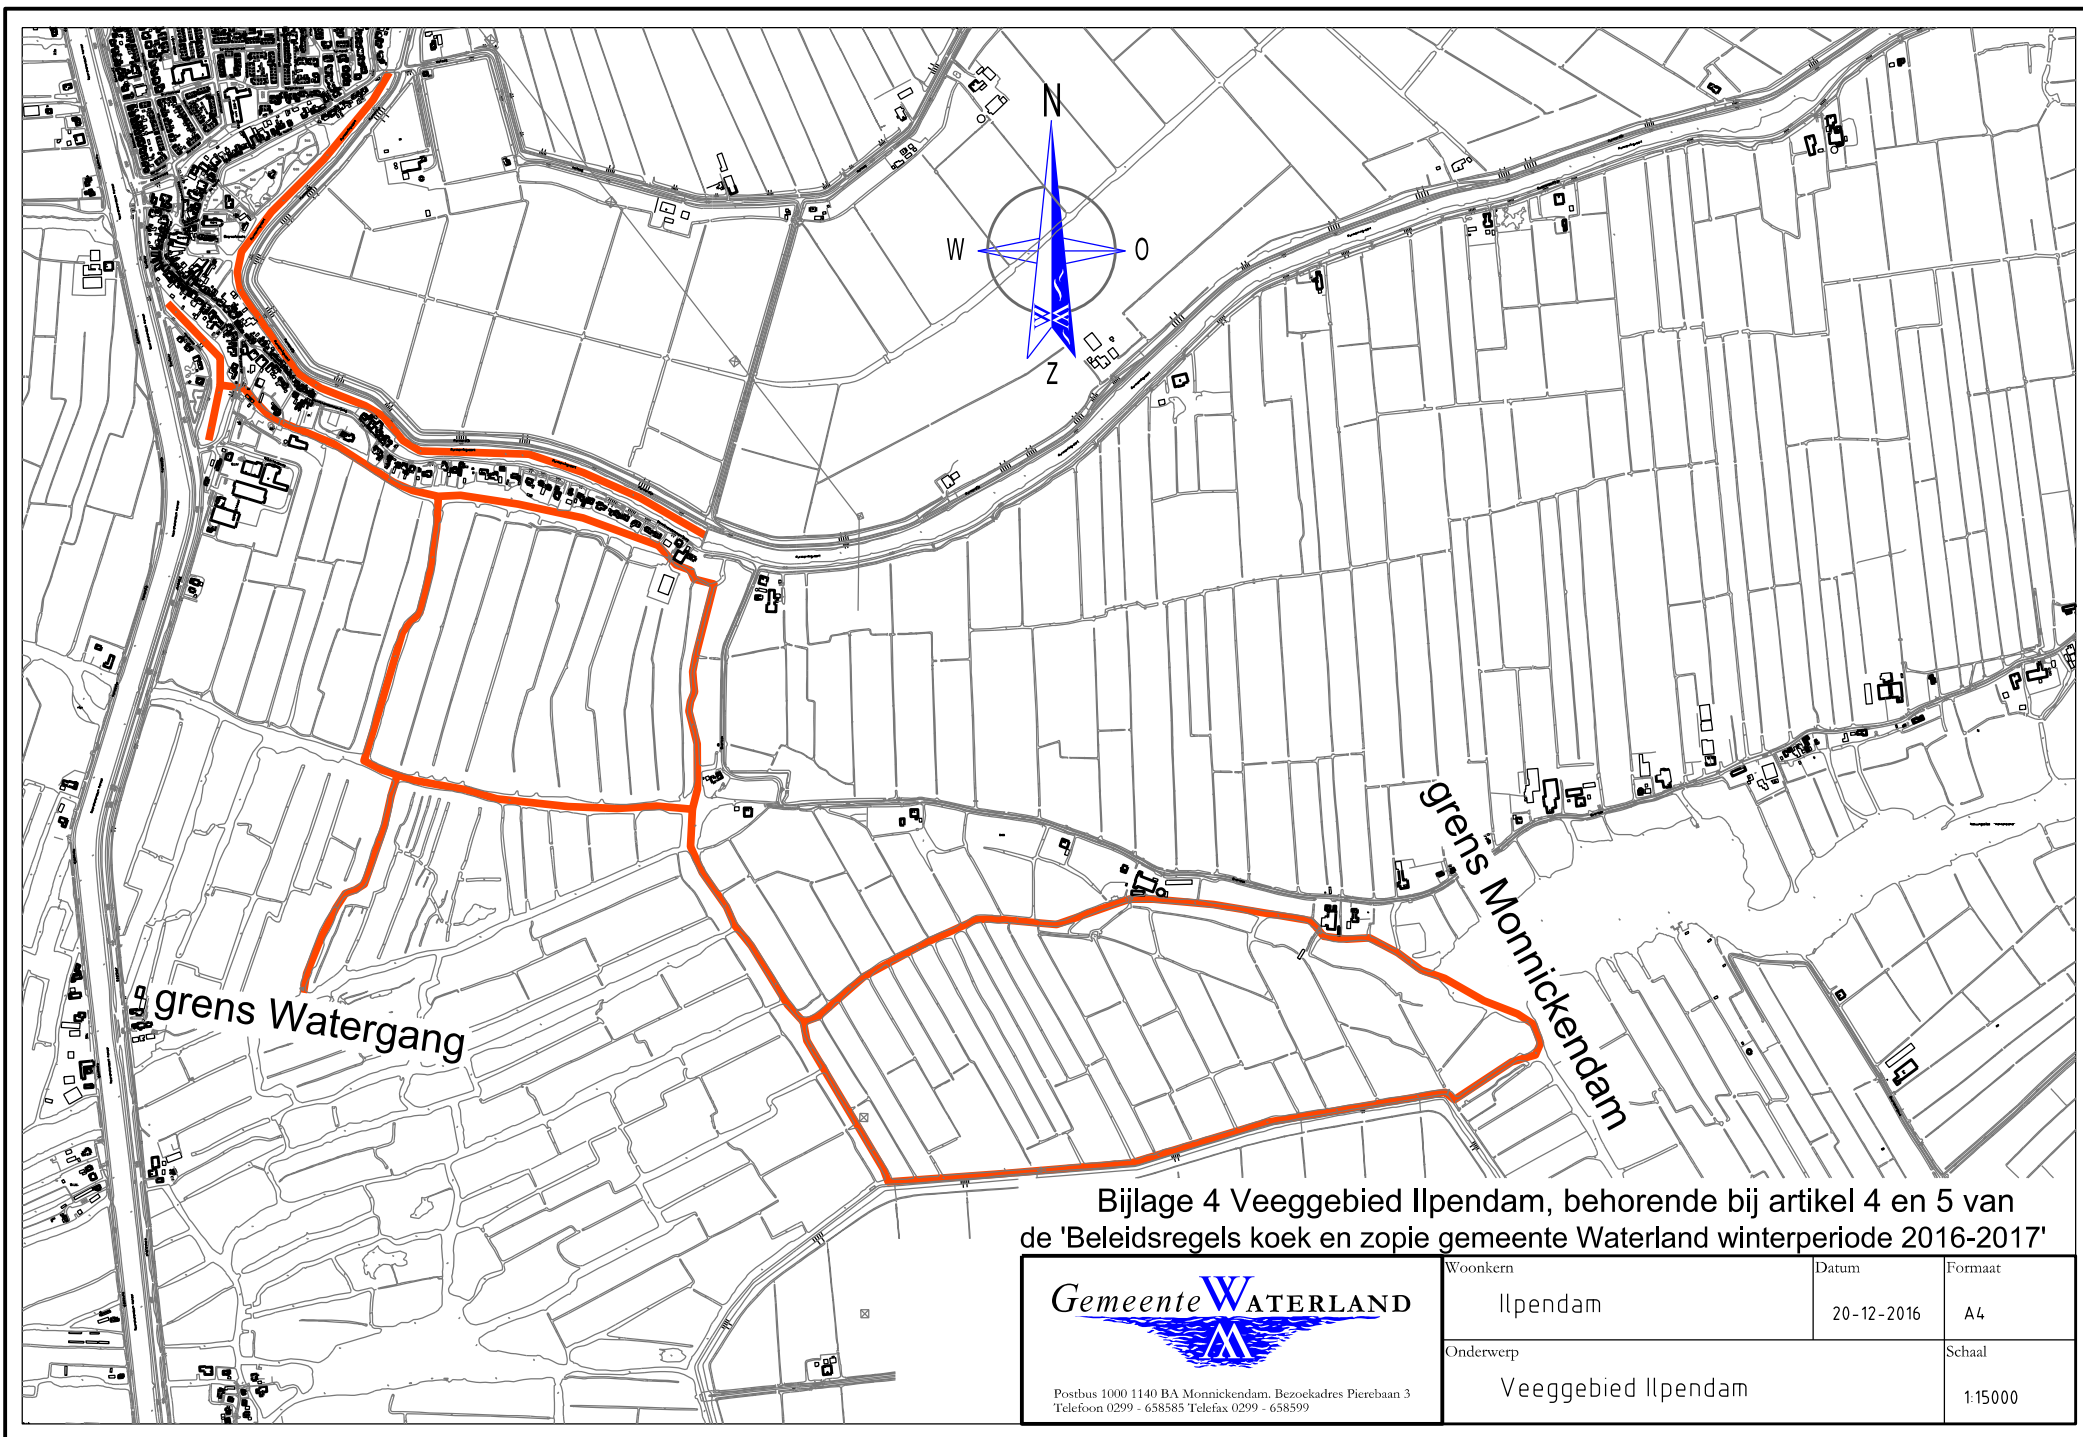 N
W
O
Z
grens Monnickendam
grens Watergang
Bijlage 4 Veeggebied Ilpendam, behorende bij artikel 4 en 5 van
de 'Beleidsregels koek en zopie gemeente Waterland winterperiode 2016-2017'
Gemeente WATERLAND
Postbus 1000 1140 BA Monnickendam. Bezoekadres Pierebaan 3
Telefoon 0299 - 658585 Telefax 0299 - 658599
Woonkern
Ilpendam
Datum
20-12-2016
Formaat
A4
Onderwerp
Veeggebied Ilpendam
Schaal
1:15000